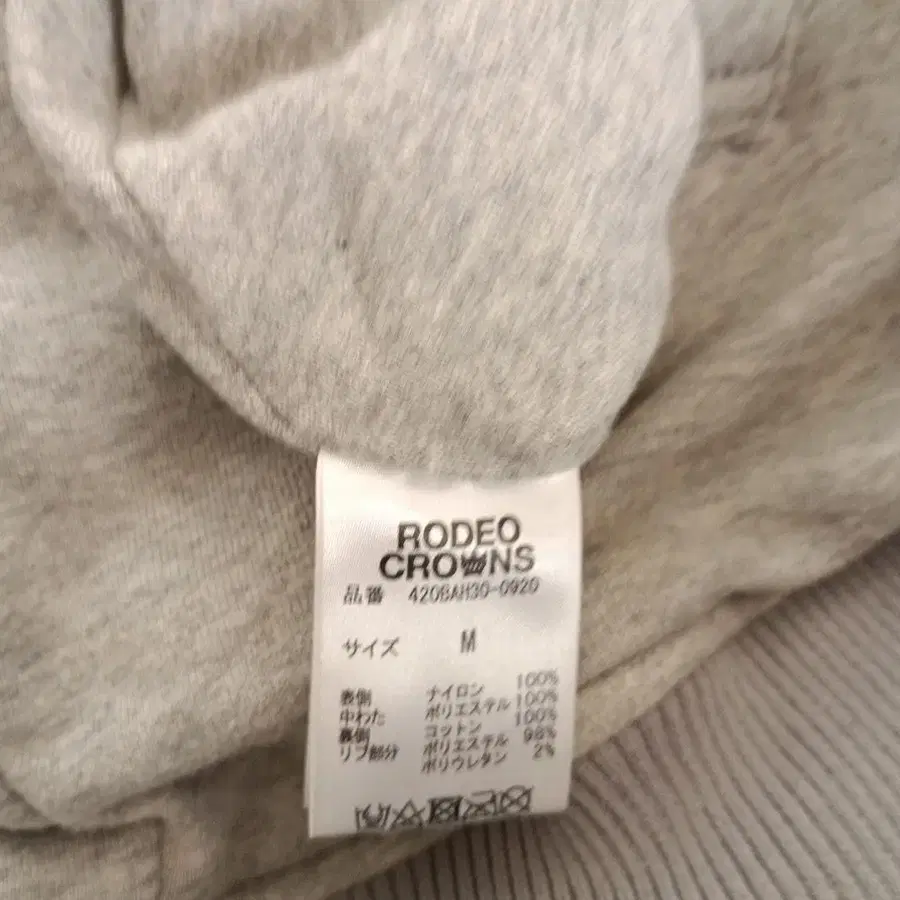 RODEO
CROWNS
品番 420BAH30-0920
サイズ M
表側 ナイロン 100%
中わた ポリエステル 100%
裏側 コットン 100%
リブ部分 ポリエステル 98%
ポリウレタン 2%